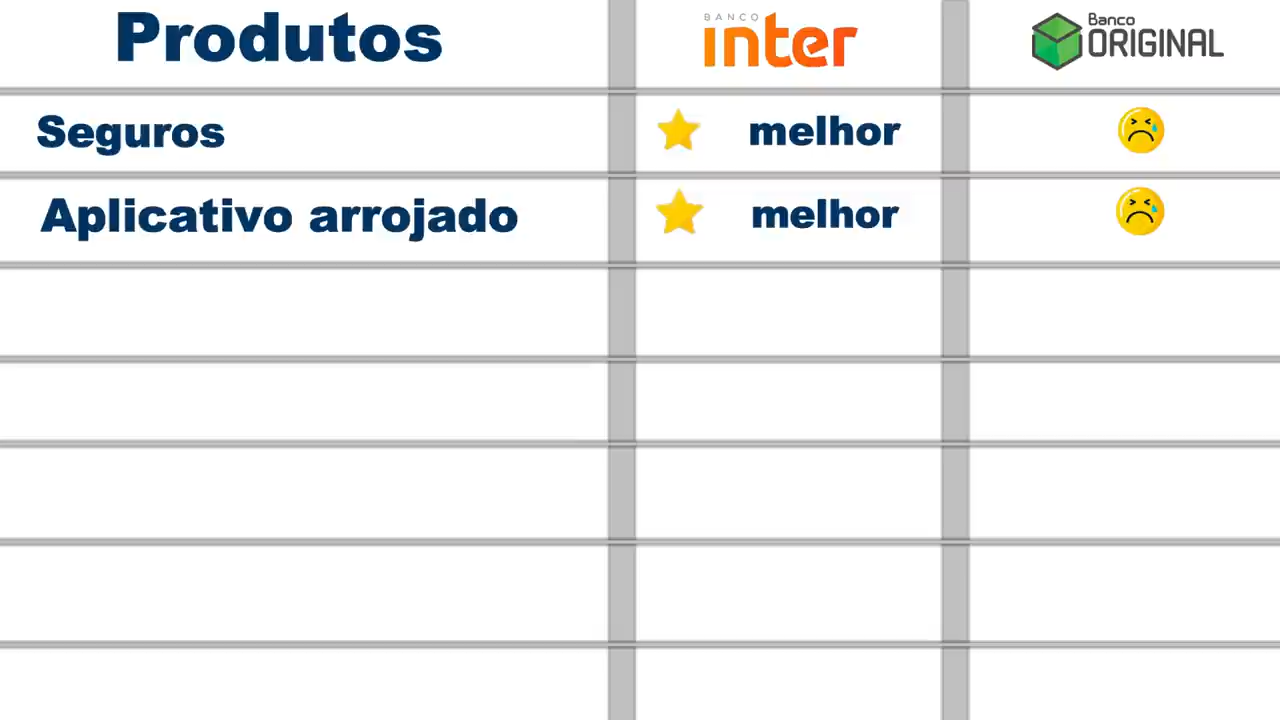 Produtos
BANCO
inter
Banco
ORIGINAL
Seguros
melhor
Aplicativo arrojado
melhor